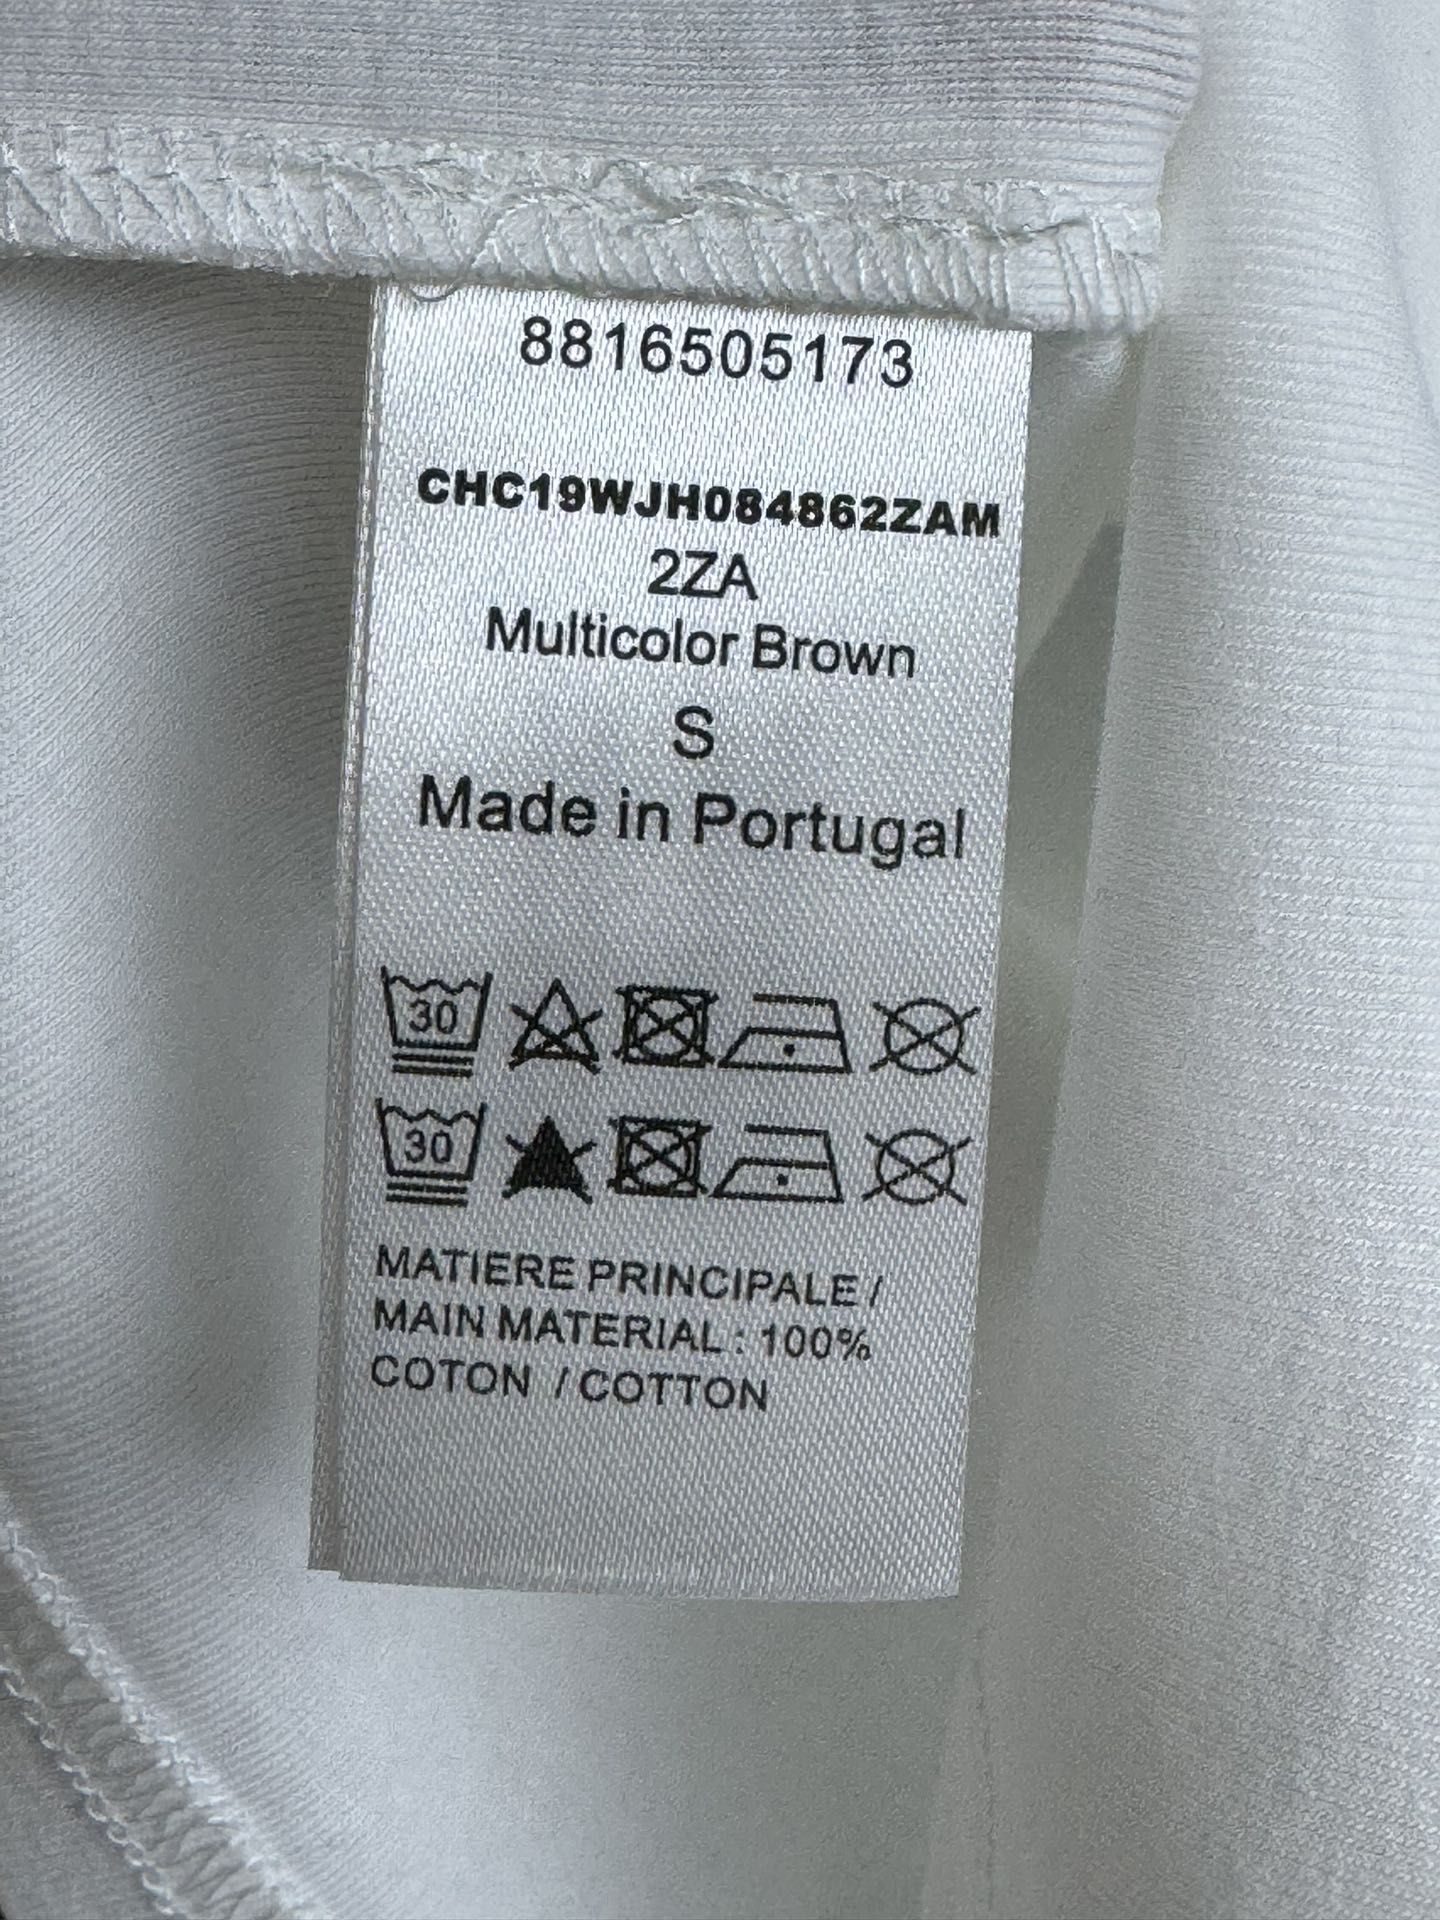 8816505173
CHC19WJH084862ZAM
2ZA
Multicolor Brown
S
Made in Portugal
30
30
MATIERE PRINCIPALE /
MAIN MATERIAL : 100%
COTON / COTTON